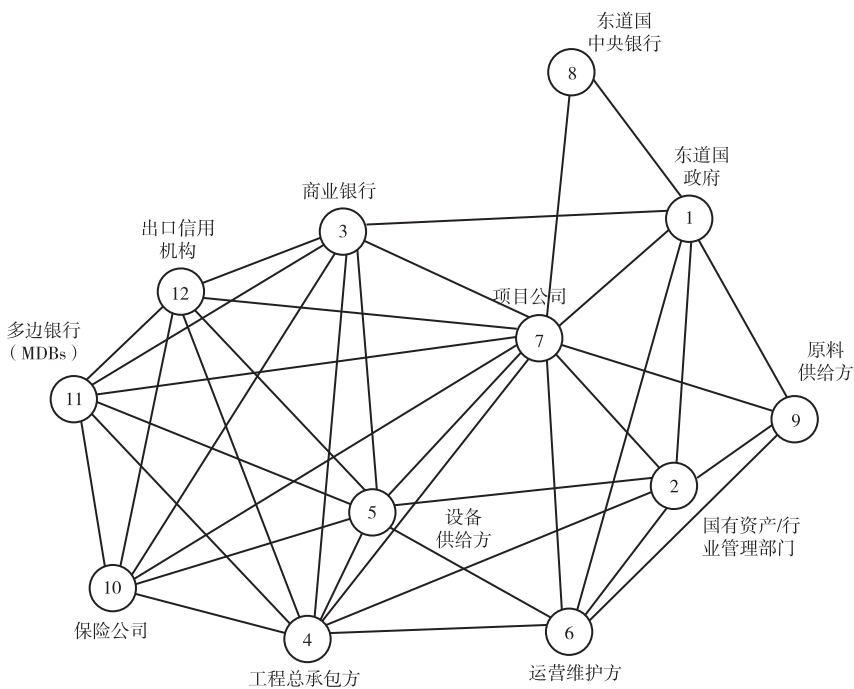 东道国
中央银行
8
东道国
政府
1
商业银行
3
出口信用
机构
12
项目公司
7
多边银行
（MDBs）
11
原料
供给方
9
2
国有资产/行
业管理部门
5
设备
供给方
10
保险公司
4
工程总承包方
6
运营维护方